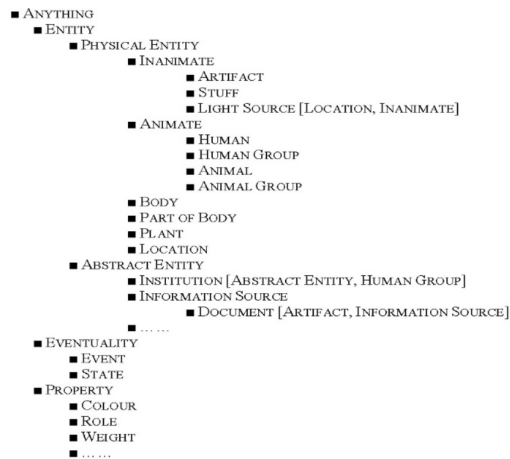 ■ ANYTHING
■ ENTITY
■ PHYSICAL ENTITY
■ INANIMATE
■ ARTIFACT
■ STUFF
■ LIGHT SOURCE [LOCATION, INANIMATE]
■ ANIMATE
■ HUMAN
■ HUMAN GROUP
■ ANIMAL
■ ANIMAL GROUP
■ BODY
■ PART OF BODY
■ PLANT
■ LOCATION
■ ABSTRACT ENTITY
■ INSTITUTION [ABSTRACT ENTITY, HUMAN GROUP]
■ INFORMATION SOURCE
■ DOCUMENT [ARTIFACT, INFORMATION SOURCE]
■ ... ...
■ EVENTUALITY
■ EVENT
■ STATE
■ PROPERTY
■ COLOUR
■ ROLE
■ WEIGHT
■ ... ...